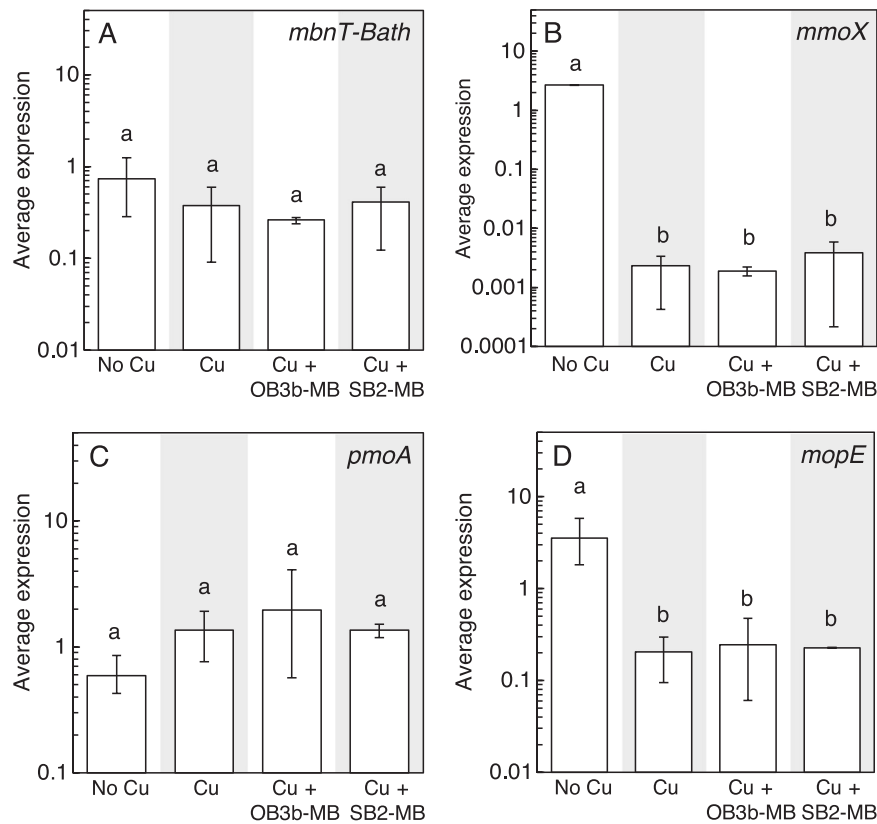 A
mbnT-Bath
10
1
0.1
0.01
Average expression
a
a
a
a
No Cu
Cu
Cu +
OB3b-MB
Cu +
SB2-MB
B
mmoX
10
1
0.1
0.01
0.001
0.0001
Average expression
a
b
b
b
No Cu
Cu
Cu +
OB3b-MB
Cu +
SB2-MB
C
pmoA
10
1
0.1
Average expression
a
a
a
a
No Cu
Cu
Cu +
OB3b-MB
Cu +
SB2-MB
D
mopE
10
1
0.1
0.01
Average expression
a
b
b
b
No Cu
Cu
Cu +
OB3b-MB
Cu +
SB2-MB